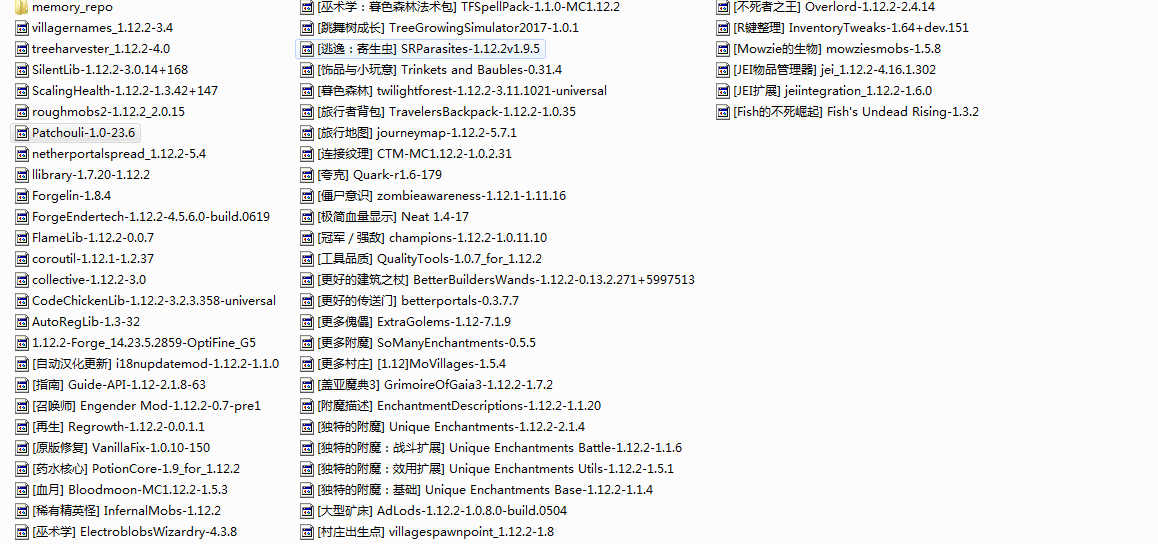 memory_repo
villagernames_1.12.2-3.4
treeharvester_1.12.2-4.0
SilentLib-1.12.2-3.0.14+168
ScalingHealth-1.12.2-1.3.42+147
roughmobs2-1.12.2_2.0.15
Patchouli-1.0-23.6
netherportalspread_1.12.2-5.4
llibrary-1.7.20-1.12.2
Forgelin-1.8.4
ForgeEndertech-1.12.2-4.5.6.0-build.0619
FlameLib-1.12.2-0.0.7
coroutil-1.12.1-1.2.37
collective-1.12.2-3.0
CodeChickenLib-1.12.2-3.2.3.358-universal
AutoRegLib-1.3-32
1.12.2-Forge_14.23.5.2859-OptiFine_G5
[自动汉化更新] i18nupdatemod-1.12.2-1.1.0
[指南] Guide-API-1.12-2.1.8-63
[召唤师] Engender Mod-1.12.2-0.7-pre1
[再生] Regrowth-1.12.2-0.0.1.1
[原版修复] VanillaFix-1.0.10-150
[药水核心] PotionCore-1.9_for_1.12.2
[血月] Bloodmoon-MC1.12.2-1.5.3
[稀有精英怪] InfernalMobs-1.12.2
[巫术学] ElectroblobsWizardry-4.3.8
[巫术学：暮色森林法术包] TFSpellPack-1.1.0-MC1.12.2
[跳舞树成长] TreeGrowingSimulator2017-1.0.1
[逃逸：寄生虫] SRParasites-1.12.2v1.9.5
[饰品与小玩意] Trinkets and Baubles-0.31.4
[暮色森林] twilightforest-1.12.2-3.11.1021-universal
[旅行者背包] TravelersBackpack-1.12.2-1.0.35
[旅行地图] journeymap-1.12.2-5.7.1
[连接纹理] CTM-MC1.12.2-1.0.2.31
[夸克] Quark-r1.6-179
[僵尸意识] zombieawareness-1.12.1-1.11.16
[极简血量显示] Neat 1.4-17
[冠军 / 强敌] champions-1.12.2-1.0.11.10
[工具品质] QualityTools-1.0.7_for_1.12.2
[更好的建筑之杖] BetterBuildersWands-1.12.2-0.13.2.271+5997513
[更好的传送门] betterportals-0.3.7.7
[更多傀儡] ExtraGolems-1.12-7.1.9
[更多附魔] SoManyEnchantments-0.5.5
[更多村庄] [1.12]MoVillages-1.5.4
[盖亚魔典3] GrimoireOfGaia3-1.12.2-1.7.2
[附魔描述] EnchantmentDescriptions-1.12.2-1.1.20
[独特的附魔] Unique Enchantments-1.12.2-2.1.4
[独特的附魔：战斗扩展] Unique Enchantments Battle-1.12.2-1.1.6
[独特的附魔：效用扩展] Unique Enchantments Utils-1.12.2-1.5.1
[独特的附魔：基础] Unique Enchantments Base-1.12.2-1.1.4
[大型矿床] AdLods-1.12.2-1.0.8.0-build.0504
[村庄出生点] villagespawnpoint_1.12.2-1.8
[不死者之王] Overlord-1.12.2-2.4.14
[R键整理] InventoryTweaks-1.64+dev.151
[Mowzie的生物] mowziesmobs-1.5.8
[JEI物品管理器] jei_1.12.2-4.16.1.302
[JEI扩展] jeiintegration_1.12.2-1.6.0
[Fish的不死崛起] Fish's Undead Rising-1.3.2